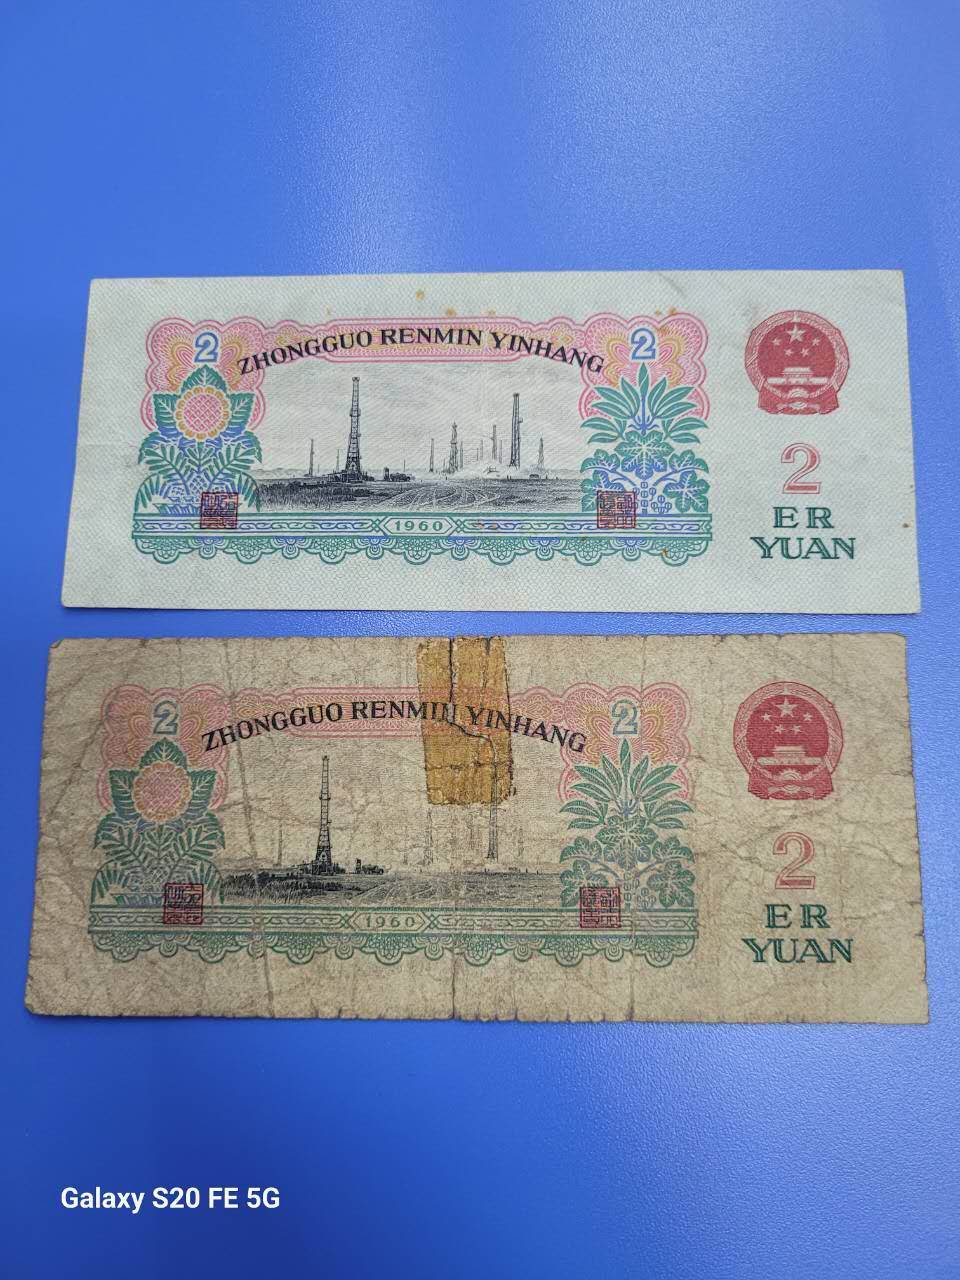 2
ZHONGGUO RENMIN YINHANG
2
1960
2
ER
YUAN
2
ZHONGGUO RENMIN YINHANG
2
1960
2
ER
YUAN
Galaxy S20 FE 5G